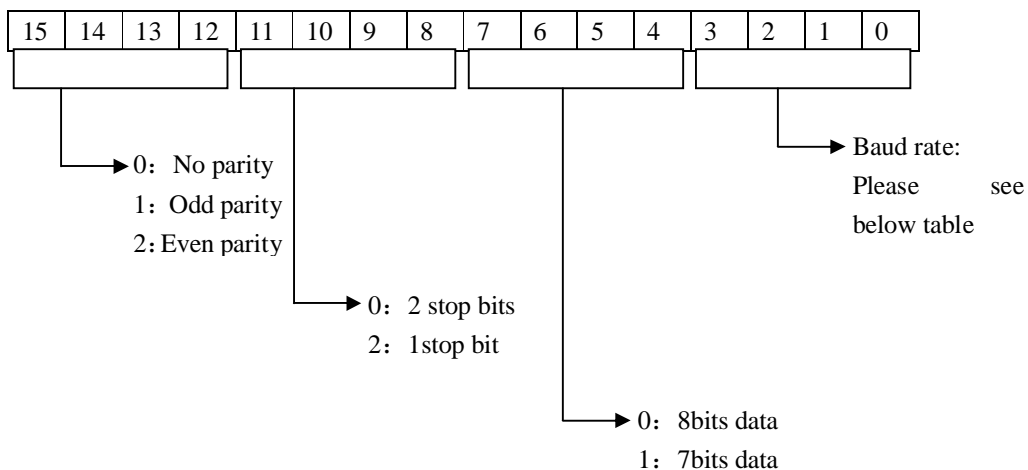 15 14 13 12 11 10 9 8 7 6 5 4 3 2 1 0
0：No parity
1：Odd parity
2：Even parity
Baud rate:
Please see
below table
0：2 stop bits
2：1stop bit
0：8bits data
1：7bits data